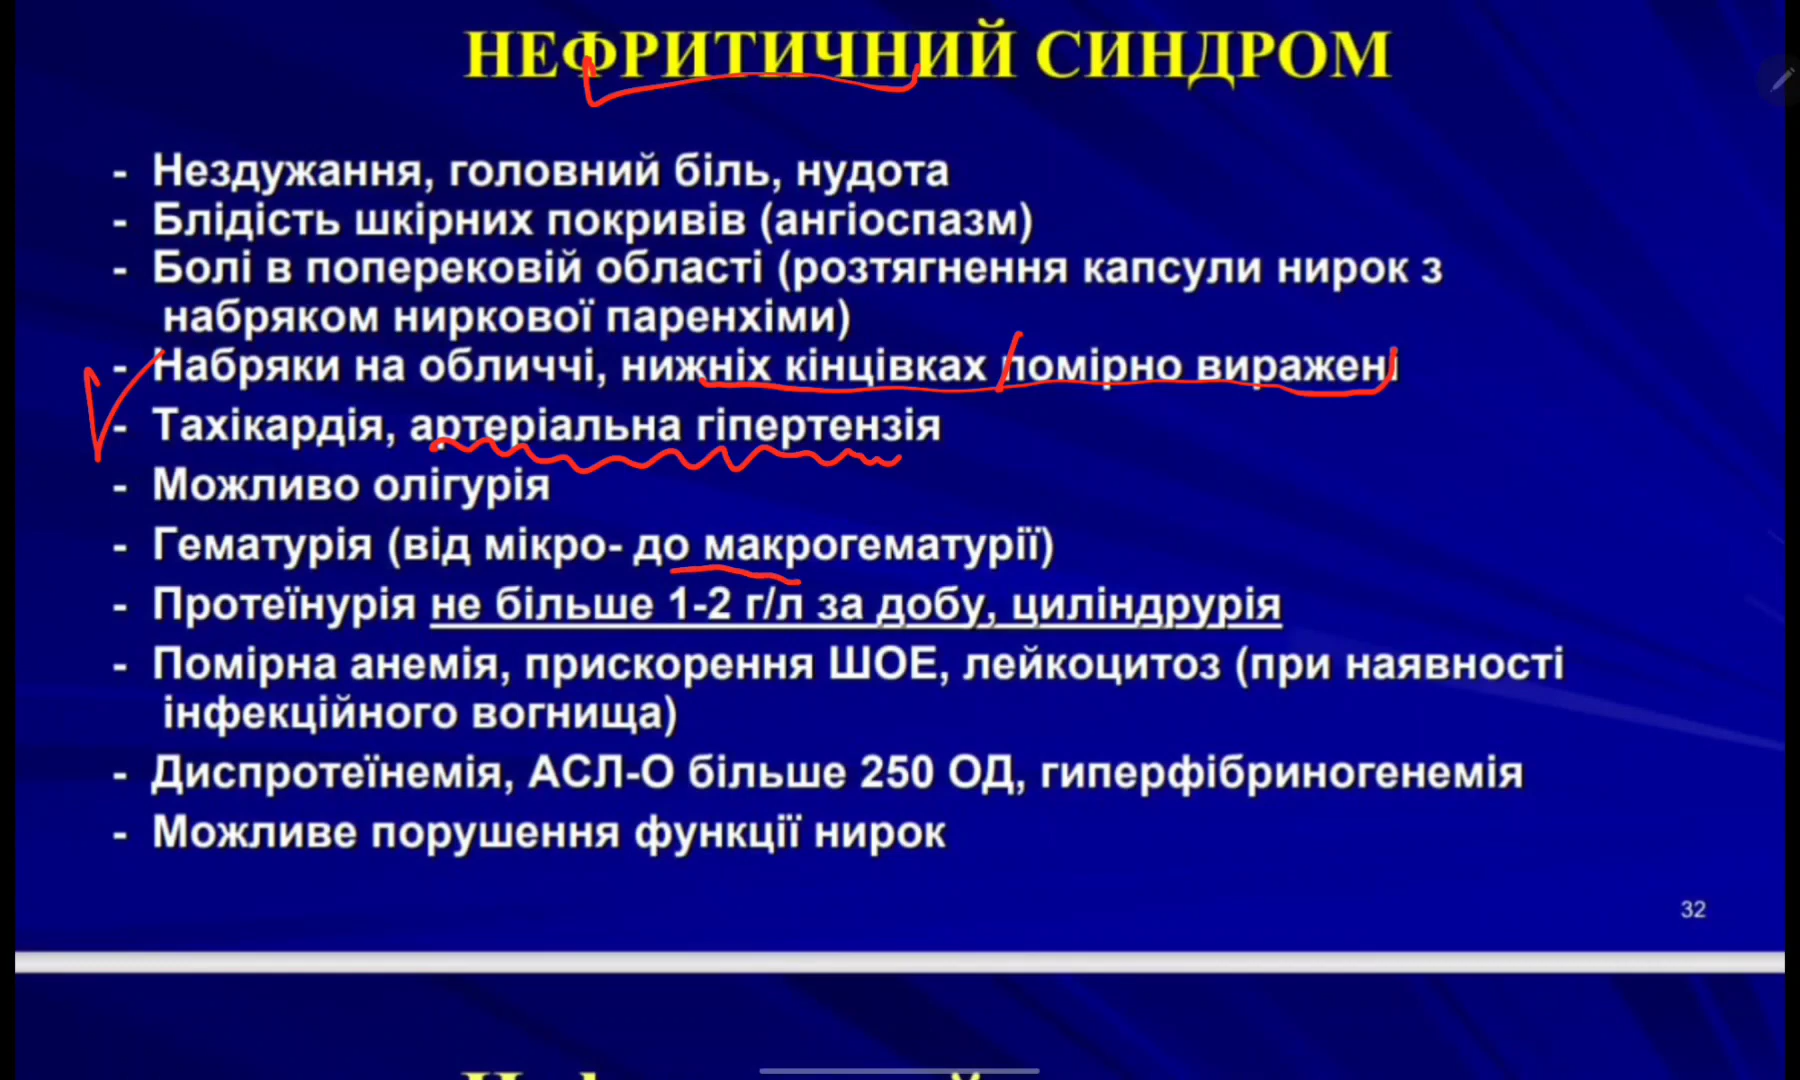 НЕФРИТИЧНИЙ СИНДРОМ
- Нездужання, головний біль, нудота
- Блідість шкірних покривів (ангіоспазм)
- Болі в поперековій області (розтягнення капсули нирок з
набряком ниркової паренхіми)
- Набряки на обличчі, нижніх кінцівках помірно виражені
- Тахікардія, артеріальна гіпертензія
- Можливо олігурія
- Гематурія (від мікро- до макрогематурії)
- Протеїнурія не більше 1-2 г/л за добу, циліндрурія
- Помірна анемія, прискорення ШОЕ, лейкоцитоз (при наявності
інфекційного вогнища)
- Диспротеїнемія, АСЛ-О більше 250 ОД, гиперфібриногенемія
- Можливе порушення функції нирок
32